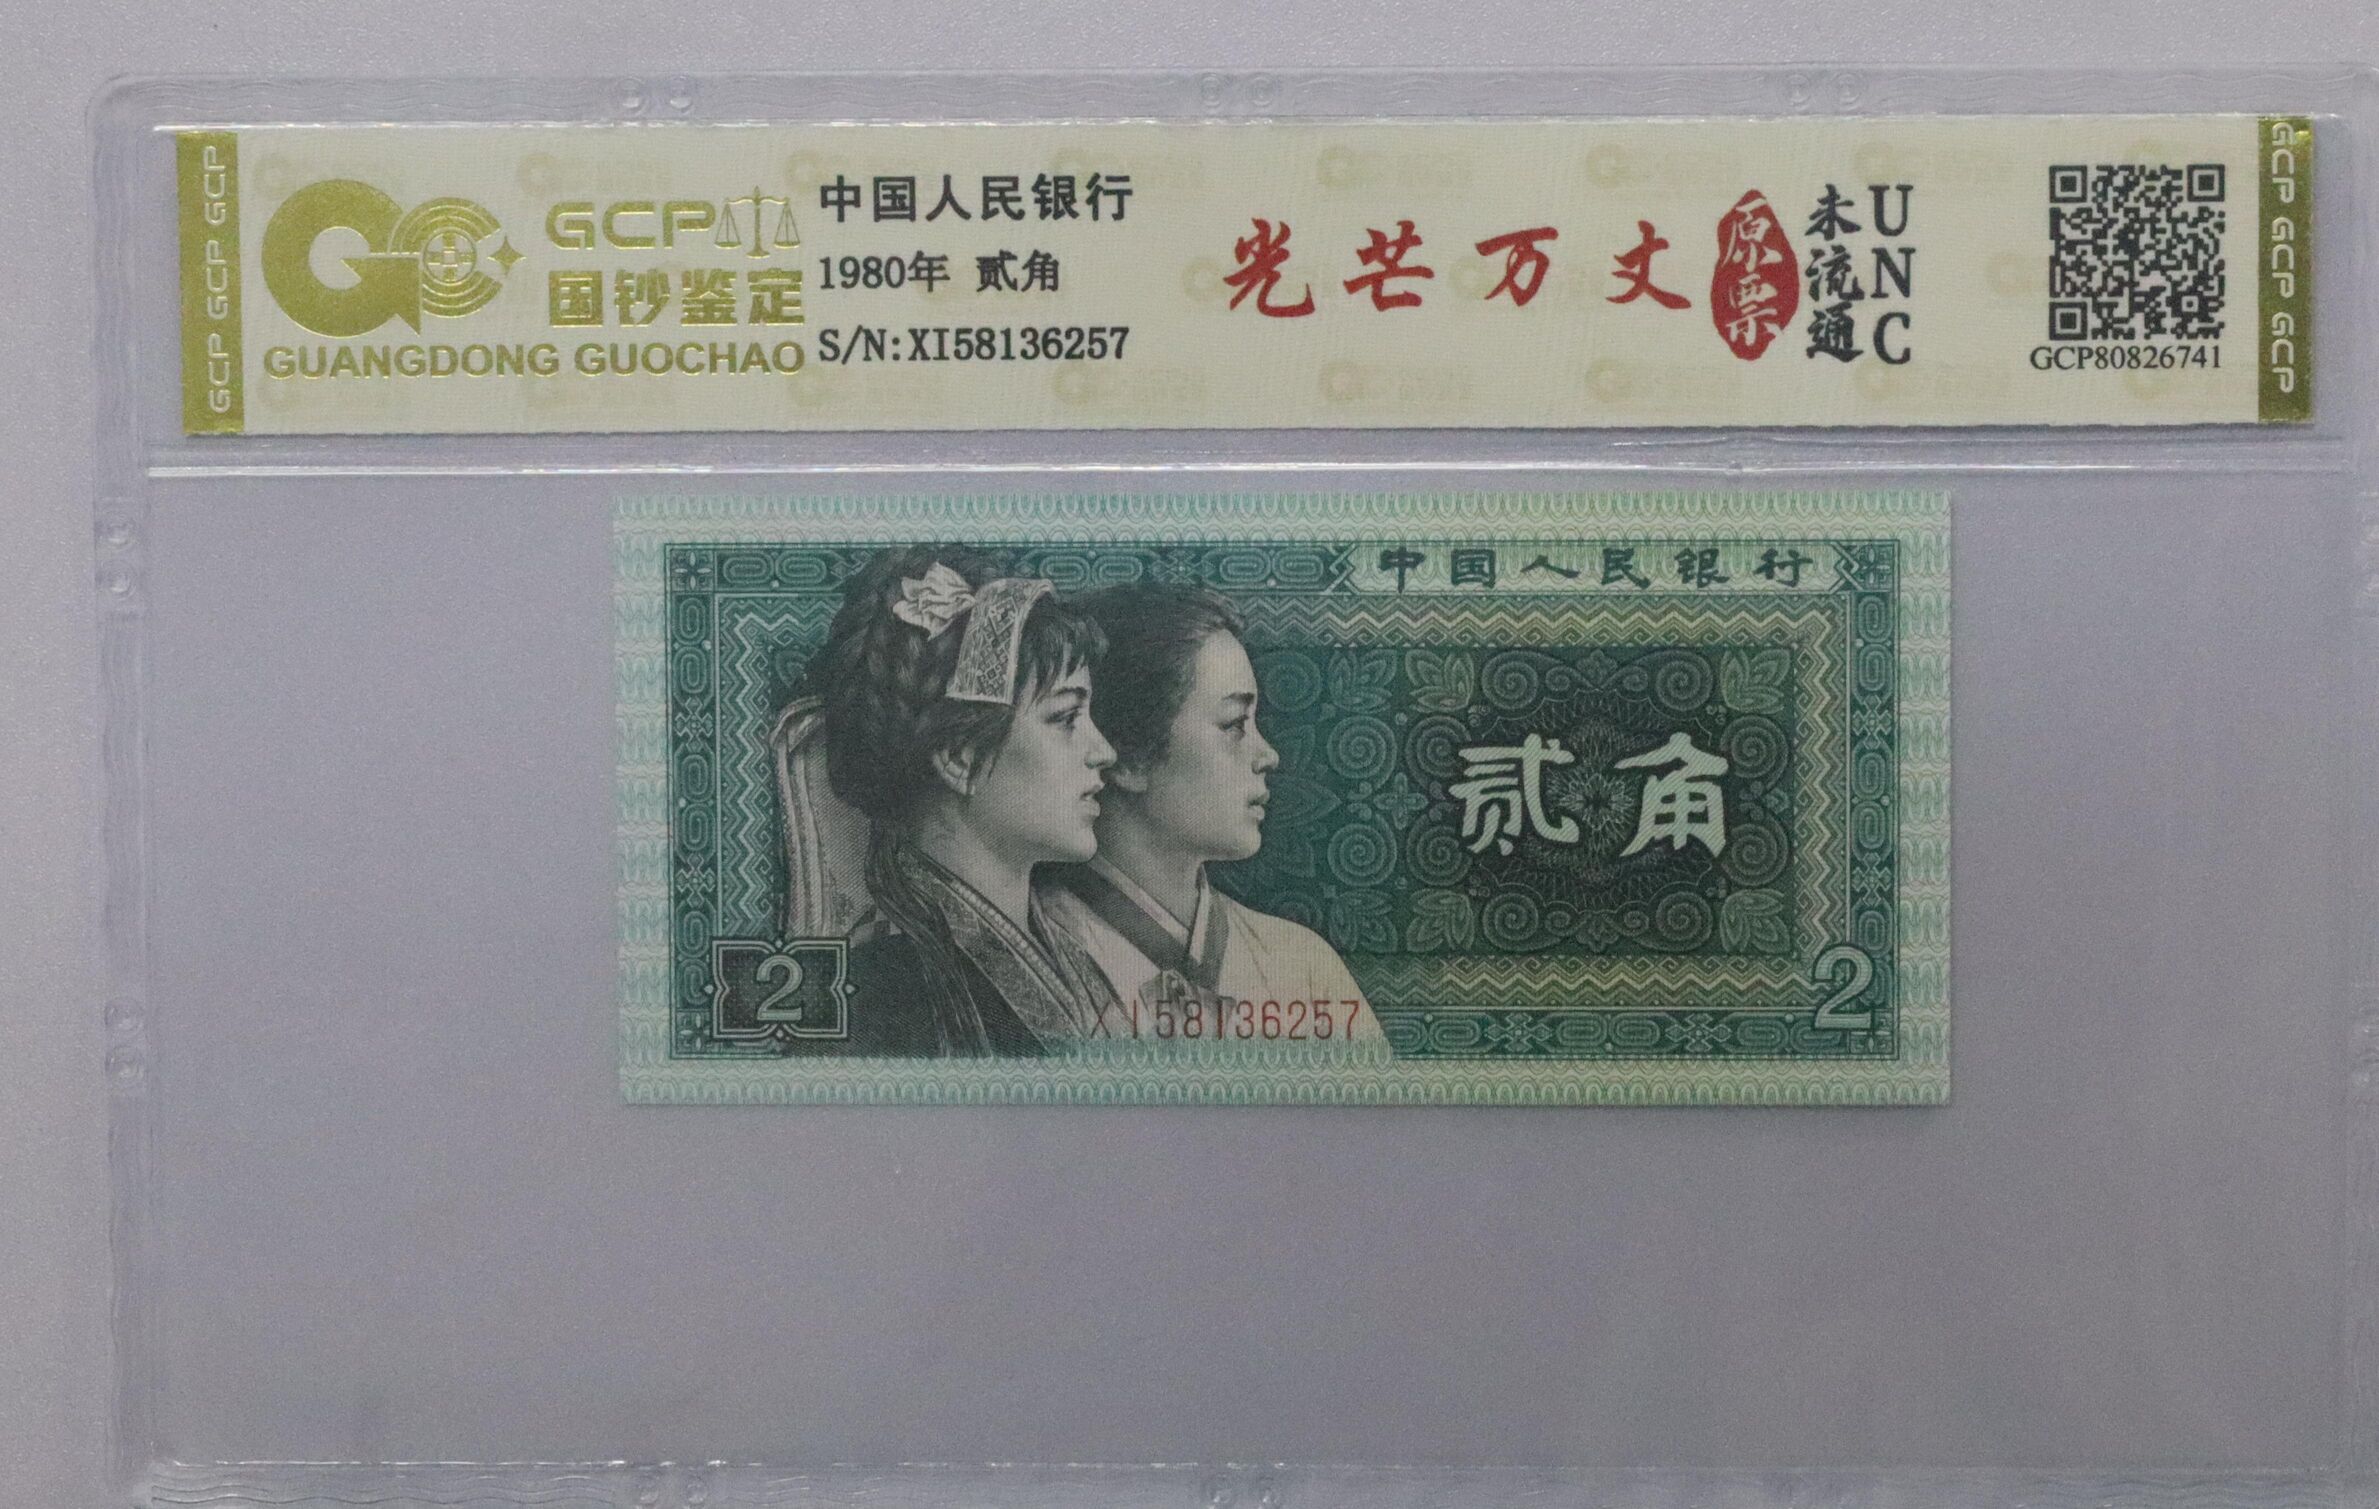 GCP GCP GCP
GCP
国钞鉴定
GUANGDONG GUOCHAO
中国人民银行
1980年 贰角
S/N:XI58136257
光芒万丈
原票
未流通
UNC
GCP80826741
GCP GCP GCP
中国人民银行
贰角
2
XI58136257
2